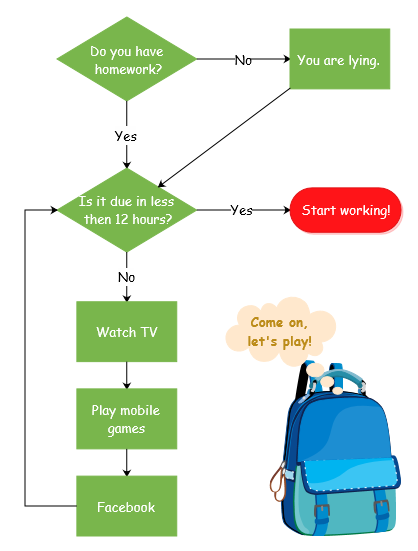 Do you have
homework?
No
You are lying.
Yes
Is it due in less
then 12 hours?
Yes
Start working!
No
Watch TV
Come on,
let's play!
Play mobile
games
Facebook